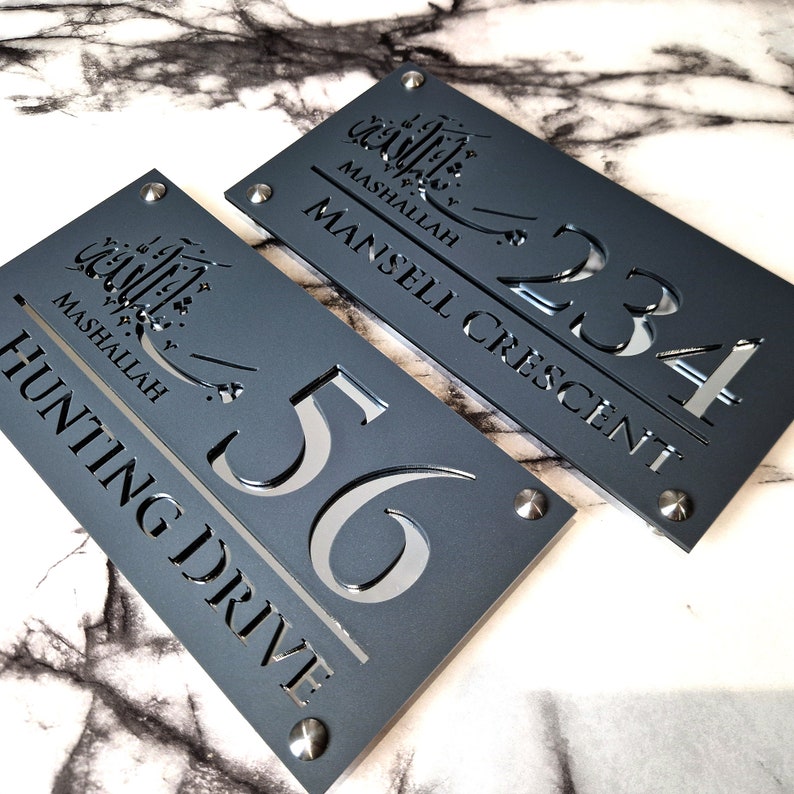 MASHALLAH
56
HUNTING DRIVE
MASHALLAH
234
MANSELL CRESCENT